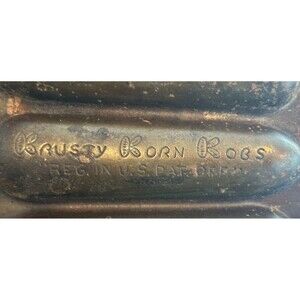 Krusty Korn Kobs
REG. IN U.S. PAT. OFF.